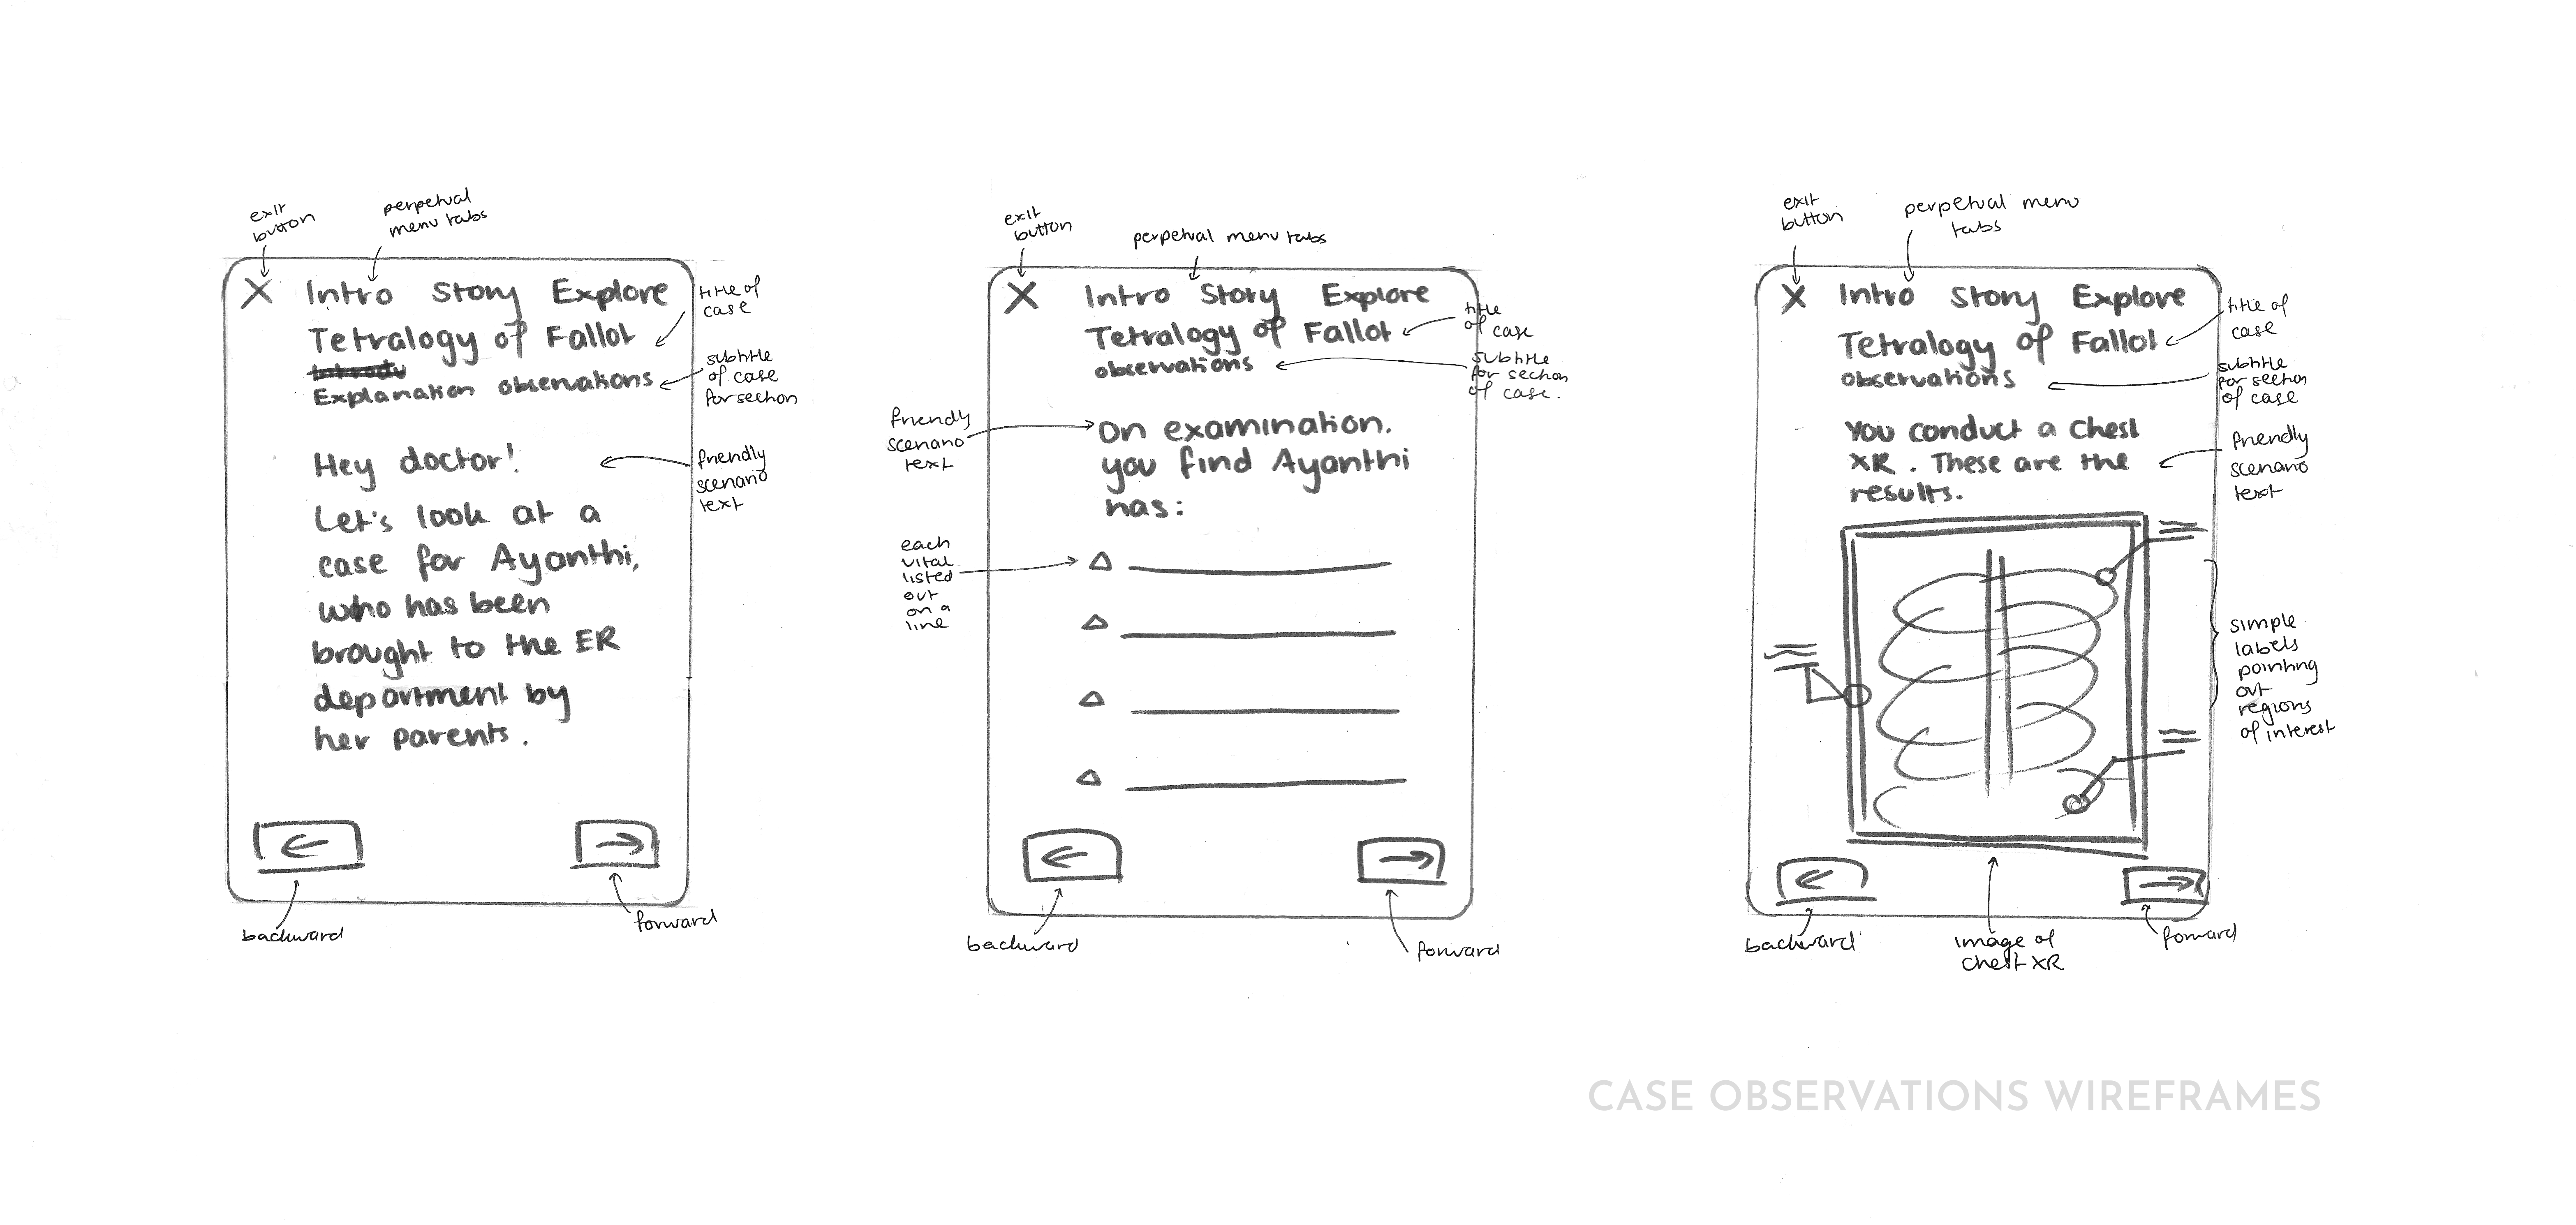 exit
button
perpetual
menu tabs
X Intro Story Explore
title of
case
Tetralogy of Fallot
subtitle
of case
for section
Explanation observations
Hey doctor!
friendly
scenario
text
Let's look at a
case for Ayanthi,
who has been
brought to the ER
department by
her parents.
backward
forward
exit
button
perpetual menu tabs
X Intro Story Explore
title
of case
Tetralogy of Fallot
subtitle
for section
of case.
observations
friendly
scenario
text
On examination.
you find Ayanthi
has:
each
vital
listed
out
on a
line
backward
forward
exit
button
perpetual menu
tabs
X Intro Story Explore
title of
case
Tetralogy of Fallot
subtitle
for section
of case
observations
You conduct a Chest
XR. These are the
results.
friendly
scenario
text
simple
labels
pointing
out
regions
of interest
backward
image of
chest XR
forward
CASE OBSERVATIONS WIREFRAMES